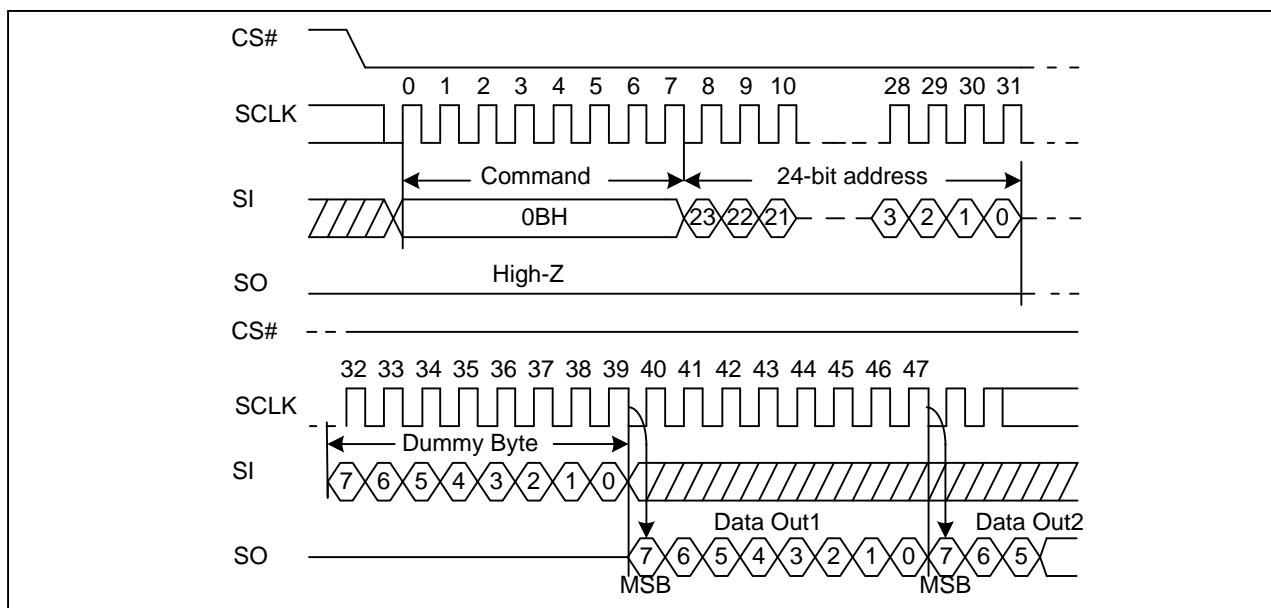 CS#
0 1 2 3 4 5 6 7 8 9 10 28 29 30 31
SCLK
Command 24-bit address
SI
0BH 23 22 21 3 2 1 0
High-Z
SO
CS#
32 33 34 35 36 37 38 39 40 41 42 43 44 45 46 47
SCLK
Dummy Byte
SI
7 6 5 4 3 2 1 0
Data Out1 Data Out2
SO
7 6 5 4 3 2 1 0 7 6 5
MSB MSB